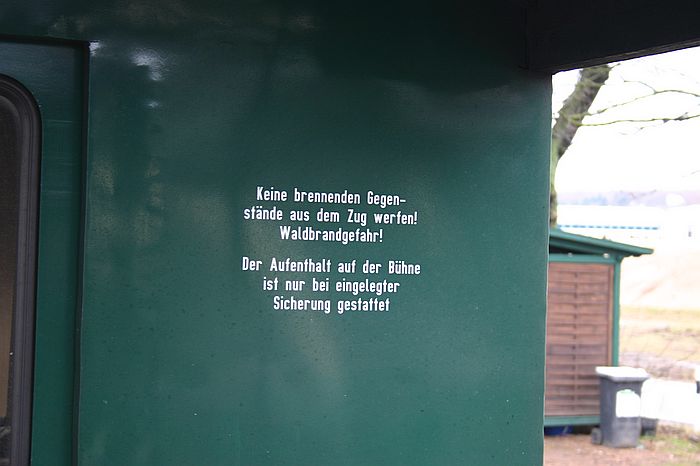 Keine brennenden Gegen-
stände aus dem Zug werfen!
Waldbrandgefahr!
Der Aufenthalt auf der Bühne
ist nur bei eingelegter
Sicherung gestattet